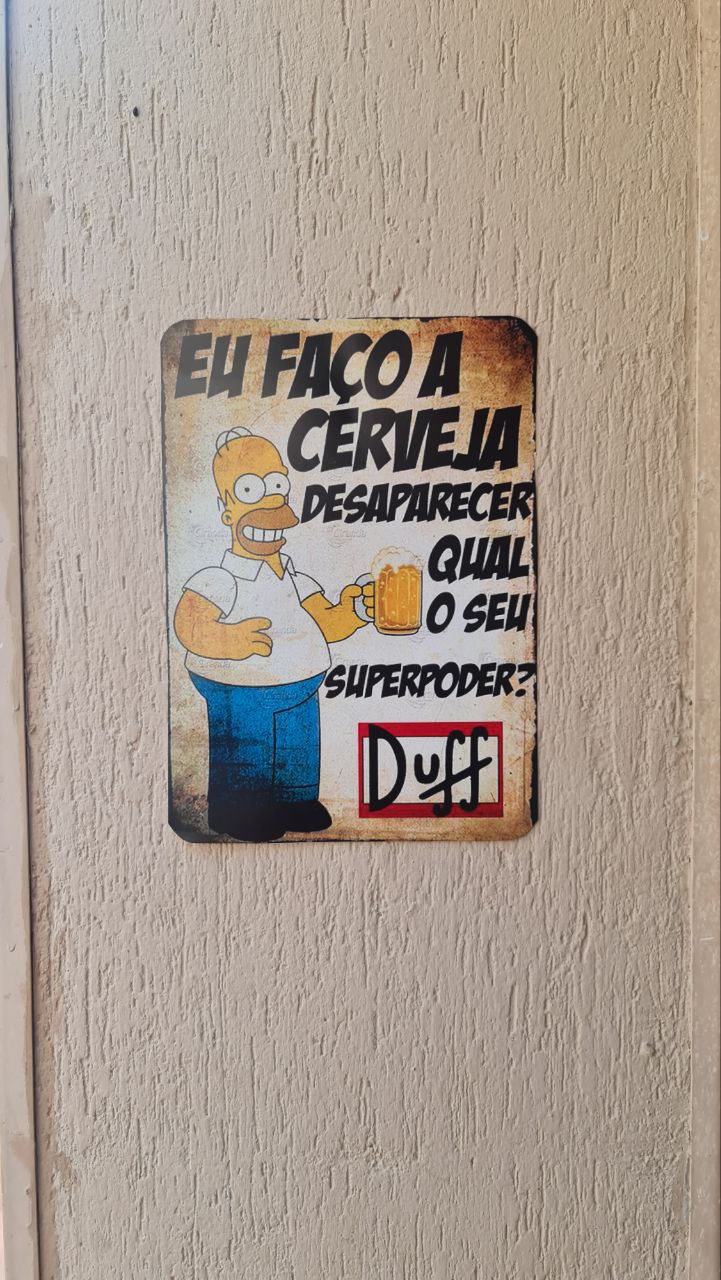 EU FAÇO A
CERVEJA
DESAPARECER
QUAL
O SEU
SUPERPODER?
Duff